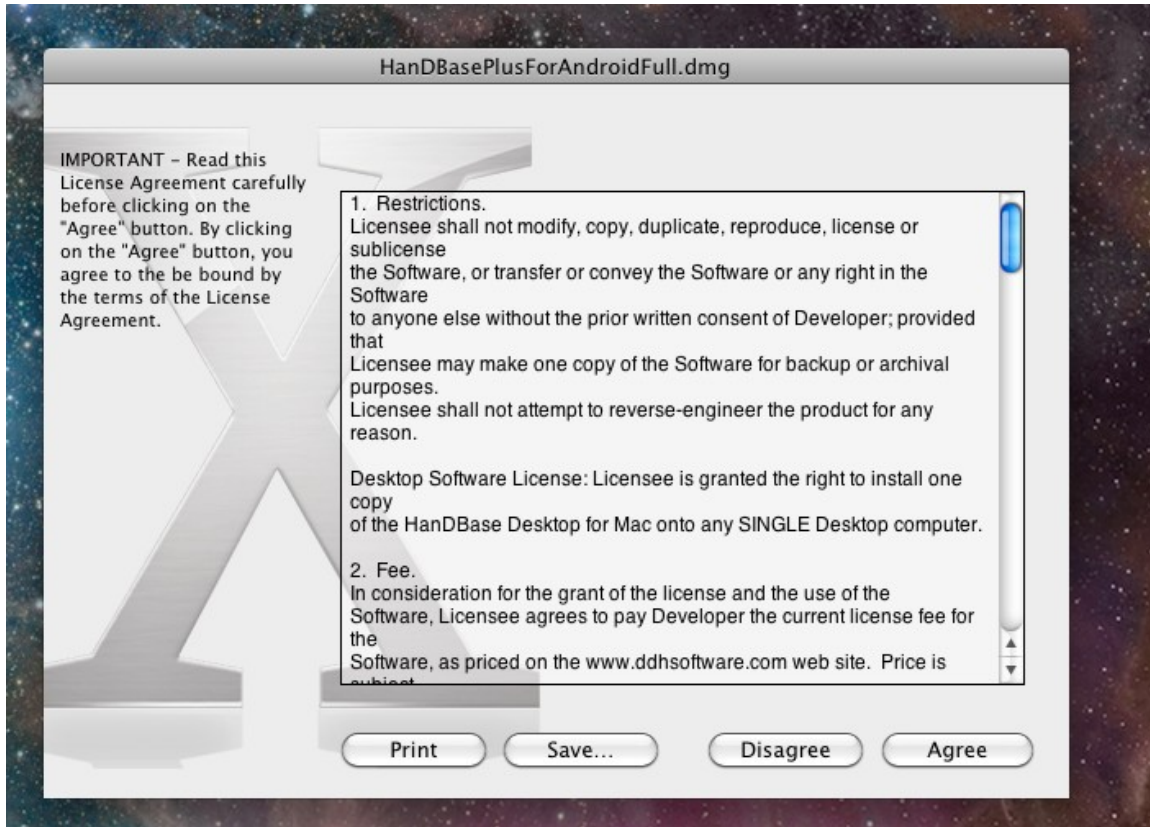 HanDBasePlusForAndroidFull.dmg
IMPORTANT – Read this
License Agreement carefully
before clicking on the
"Agree" button. By clicking
on the "Agree" button, you
agree to the be bound by
the terms of the License
Agreement.
1. Restrictions.
Licensee shall not modify, copy, duplicate, reproduce, license or
sublicense
the Software, or transfer or convey the Software or any right in the
Software
to anyone else without the prior written consent of Developer; provided
that
Licensee may make one copy of the Software for backup or archival
purposes.
Licensee shall not attempt to reverse-engineer the product for any
reason.
Desktop Software License: Licensee is granted the right to install one
copy
of the HanDBase Desktop for Mac onto any SINGLE Desktop computer.
2. Fee.
In consideration for the grant of the license and the use of the
Software, Licensee agrees to pay Developer the current license fee for
the
Software, as priced on the www.ddhsoftware.com web site. Price is
subject
Print
Save...
Disagree
Agree